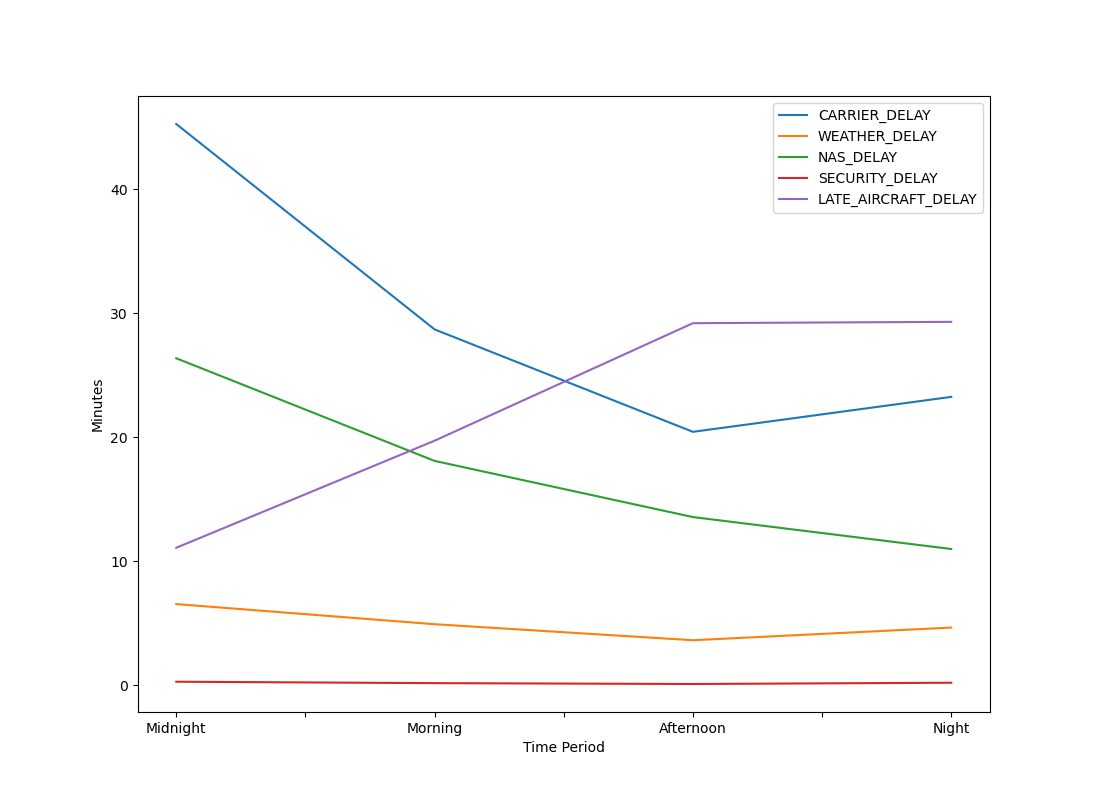 CARRIER_DELAY
WEATHER_DELAY
NAS_DELAY
SECURITY_DELAY
LATE_AIRCRAFT_DELAY
40
30
20
10
0
Minutes
Midnight Morning Afternoon Night
Time Period